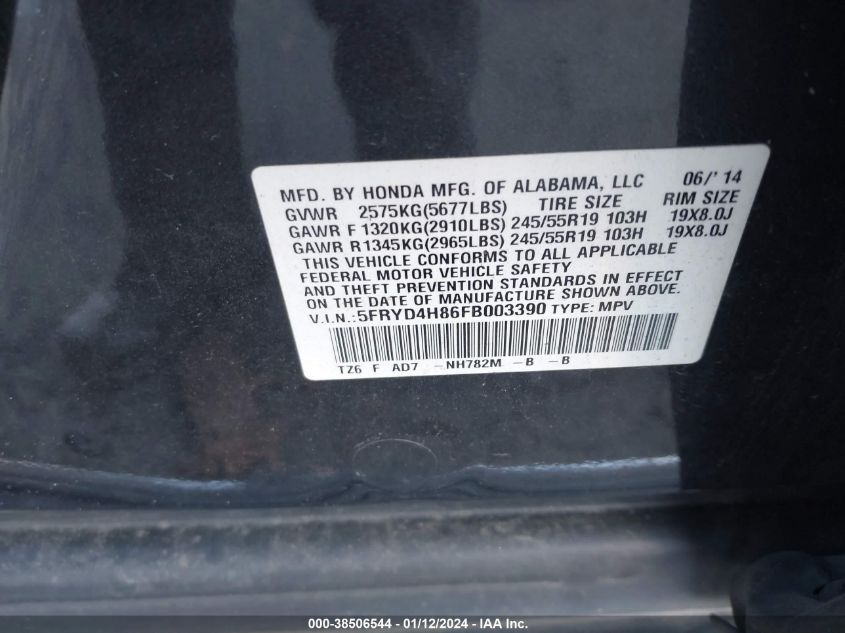 MFD. BY HONDA MFG. OF ALABAMA, LLC 06/' 14
GVWR 2575KG(5677LBS) TIRE SIZE RIM SIZE
GAWR F 1320KG(2910LBS) 245/55R19 103H 19X8.0J
GAWR R 1345KG(2965LBS) 245/55R19 103H 19X8.0J
THIS VEHICLE CONFORMS TO ALL APPLICABLE
FEDERAL MOTOR VEHICLE SAFETY
AND THEFT PREVENTION STANDARDS IN EFFECT
ON THE DATE OF MANUFACTURE SHOWN ABOVE.
V.I.N.:5FRYD4H86FB003390 TYPE: MPV
TZ6 F AD7 -NH782M -B -B
000-38506544 - 01/12/2024 - IAA Inc.